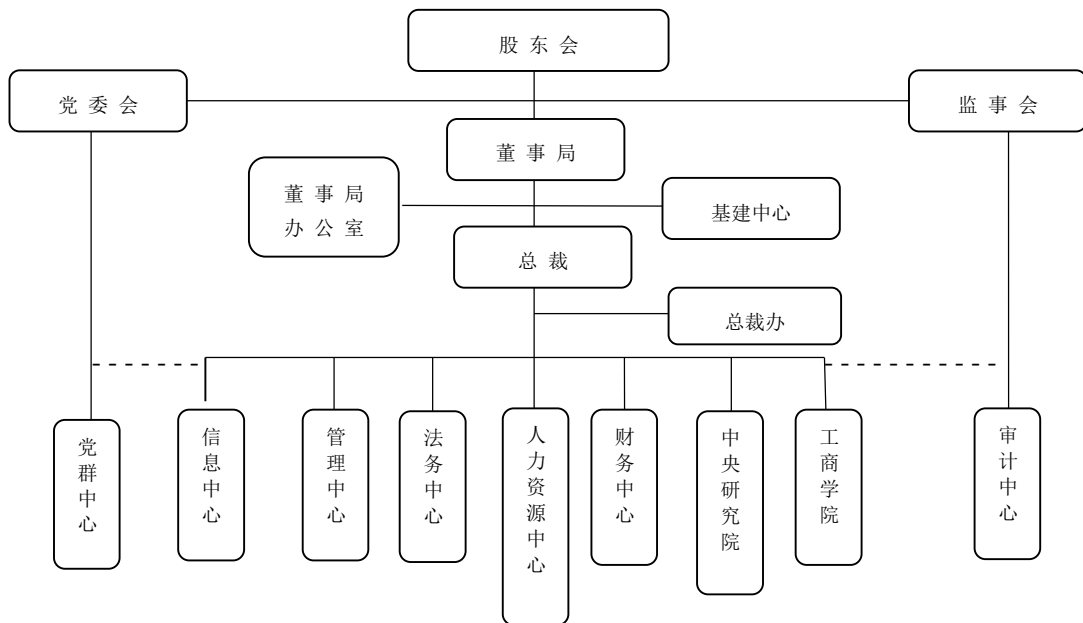 股 东 会
党 委 会
监 事 会
董 事 局
董 事 局
办 公 室
基建中心
总 裁
总裁办
党群中心
信息中心
管理中心
法务中心
人力资源中心
财务中心
中央研究院
工商学院
审计中心